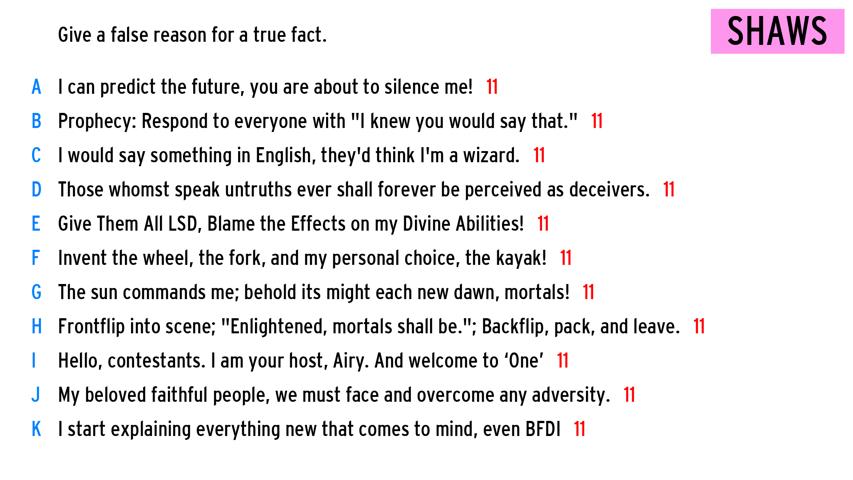 Give a false reason for a true fact.
SHAWS
A I can predict the future, you are about to silence me! 11
B Prophecy: Respond to everyone with "I knew you would say that." 11
C I would say something in English, they'd think I'm a wizard. 11
D Those whomst speak untruths ever shall forever be perceived as deceivers. 11
E Give Them All LSD, Blame the Effects on my Divine Abilities! 11
F Invent the wheel, the fork, and my personal choice, the kayak! 11
G The sun commands me; behold its might each new dawn, mortals! 11
H Frontflip into scene; "Enlightened, mortals shall be."; Backflip, pack, and leave. 11
I Hello, contestants. I am your host, Airy. And welcome to ‘One’ 11
J My beloved faithful people, we must face and overcome any adversity. 11
K I start explaining everything new that comes to mind, even BFDI 11